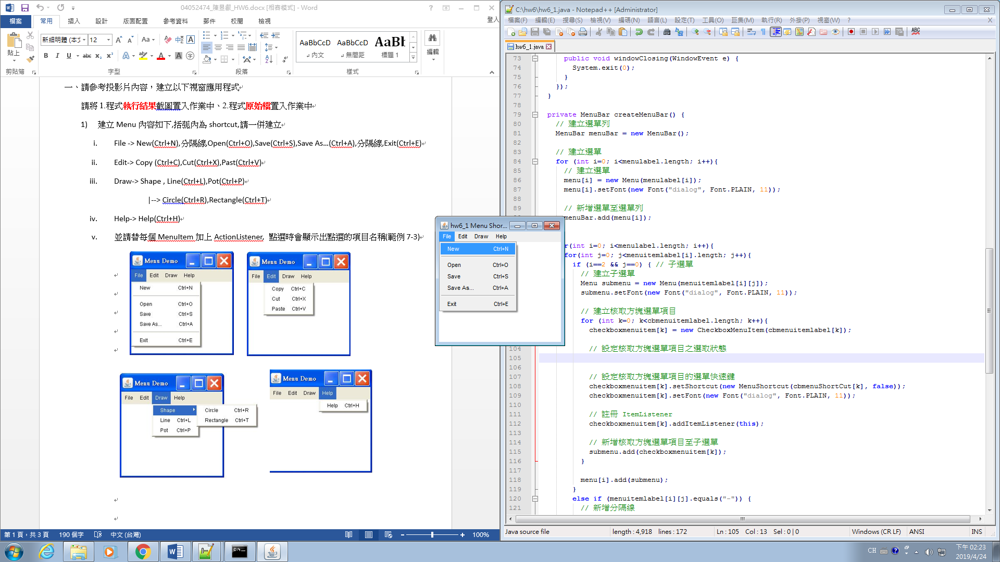 04052474_陳昱叡_HW6.docx [相容模式] - Word
檔案 常用 插入 設計 版面配置 參考資料 郵件 校閱 檢視 登入
新細明體 (本文 12 Aa
貼上
B I U abc X₂ X² A
AaBbCcD AaBbCcD AaBb
內文 無間距 標題 1
編輯
剪貼簿 字型 段落 樣式
一、請參考投影片內容，建立以下視窗應用程式
請將 1.程式執行結果截圖置入作業中、2.程式原始檔置入作業中
1) 建立 Menu 內容如下,括弧內為 shortcut,請一併建立
i. File -> New(Ctrl+N),分隔線,Open(Ctrl+O),Save(Ctrl+S),Save As...(Ctrl+A),分隔線,Exit(Ctrl+E)
ii. Edit-> Copy (Ctrl+C),Cut(Ctrl+X),Past(Ctrl+V)
iii. Draw-> Shape , Line(Ctrl+L),Pot(Ctrl+P)
|--> Circle(Ctrl+R),Rectangle(Ctrl+T)
iv. Help-> Help(Ctrl+H)
v. 並請替每個 MenuItem 加上 ActionListener, 點選時會顯示出點選的項目名稱(範例 7-3)
Menu Demo
File Edit Draw Help
New Ctrl+N
Open Ctrl+O
Save Ctrl+S
Save As... Ctrl+A
Exit Ctrl+E
Menu Demo
File Edit Draw Help
Copy Ctrl+C
Cut Ctrl+X
Paste Ctrl+V
Menu Demo
File Edit Draw Help
Shape Circle Ctrl+R
Line Ctrl+L Rectangle Ctrl+T
Pot Ctrl+P
Menu Demo
File Edit Draw Help
Help Ctrl+H
第 1 頁，共 3 頁 190 個字 中文 (台灣) 100%
hw6_1 Menu Shor...
File Edit Draw Help
New Ctrl+N
Open Ctrl+O
Save Ctrl+S
Save As... Ctrl+A
Exit Ctrl+E
C:\hw6\hw6_1.java - Notepad++ [Administrator]
檔案(F) 編輯(E) 搜尋(S) 檢視(V) 編碼(N) 語言(L) 設定(T) 工具(O) 巨集(M) 執行(R) 外掛(P) 視窗(W) ? X
ABC
hw6_1.java
73 public void windowClosing(WindowEvent e) {
74 System.exit(0);
75 }
76 });
77 }
78
79 private MenuBar createMenuBar() {
80 // 建立選單列
81 MenuBar menuBar = new MenuBar();
82
83 // 建立選單
84 for (int i=0; i<menulabel.length; i++){
85 // 建立選單
86 menu[i] = new Menu(menulabel[i]);
87 menu[i].setFont(new Font("dialog", Font.PLAIN, 11));
88
89 // 新增選單至選單列
menuBar.add(menu[i]);
r(int i=0; i<menulabel.length; i++){
for(int j=0; j<menuitemlabel[i].length; j++){
if (i==2 && j==0) { // 子選單
// 建立子選單
Menu submenu = new Menu(menuitemlabel[i][j]);
submenu.setFont(new Font("dialog", Font.PLAIN, 11));
// 建立核取方塊選單項目
for (int k=0; k<cbmenuitemlabel.length; k++){
checkboxmenuitem[k] = new CheckboxMenuItem(cbmenuitemlabel[k]);
104 // 設定核取方塊選單項目之選取狀態
105
106
107 // 設定核取方塊選單項目的選單快速鍵
108 checkboxmenuitem[k].setShortcut(new MenuShortcut(cbmenuShortCut[k], false));
109 checkboxmenuitem[k].setFont(new Font("dialog", Font.PLAIN, 11));
110
111 // 註冊 ItemListener
112 checkboxmenuitem[k].addItemListener(this);
113
114 // 新增核取方塊選單項目至子選單
115 submenu.add(checkboxmenuitem[k]);
116 }
117
118 menu[i].add(submenu);
119 }
120 else if (menuitemlabel[i][j].equals("-")) {
121 // 新增分隔線
Java source file length : 4,918 lines : 172 Ln : 105 Col : 13 Sel : 0 | 0 Windows (CR LF) ANSI INS
CH 下午 02:23
2019/4/24